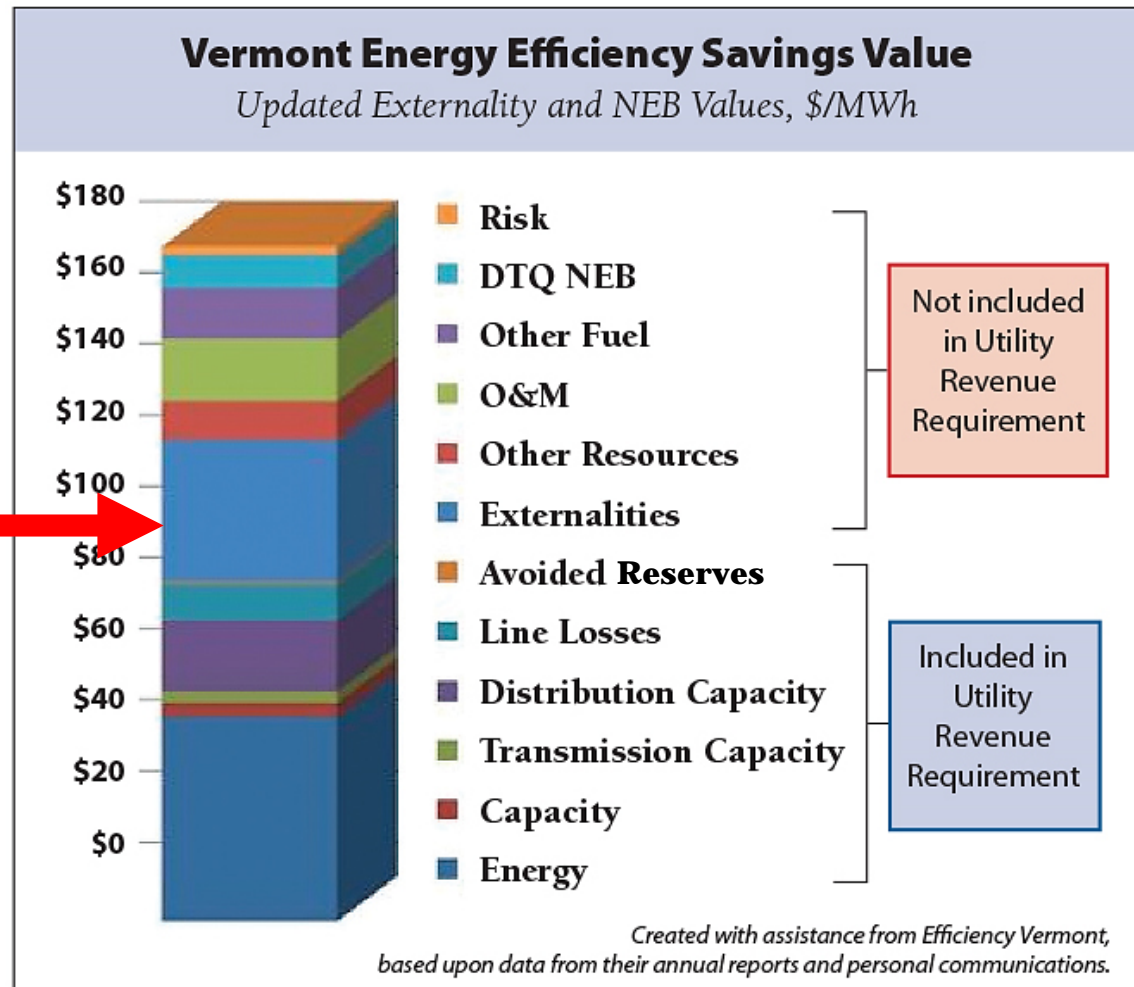 Vermont Energy Efficiency Savings Value
Updated Externality and NEB Values, $/MWh
$180
$160
$140
$120
$100
$80
$60
$40
$20
$0
Risk
DTQ NEB
Other Fuel
O&M
Other Resources
Externalities
Avoided Reserves
Line Losses
Distribution Capacity
Transmission Capacity
Capacity
Energy
Not included
in Utility
Revenue
Requirement
Included in
Utility
Revenue
Requirement
Created with assistance from Efficiency Vermont,
based upon data from their annual reports and personal communications.